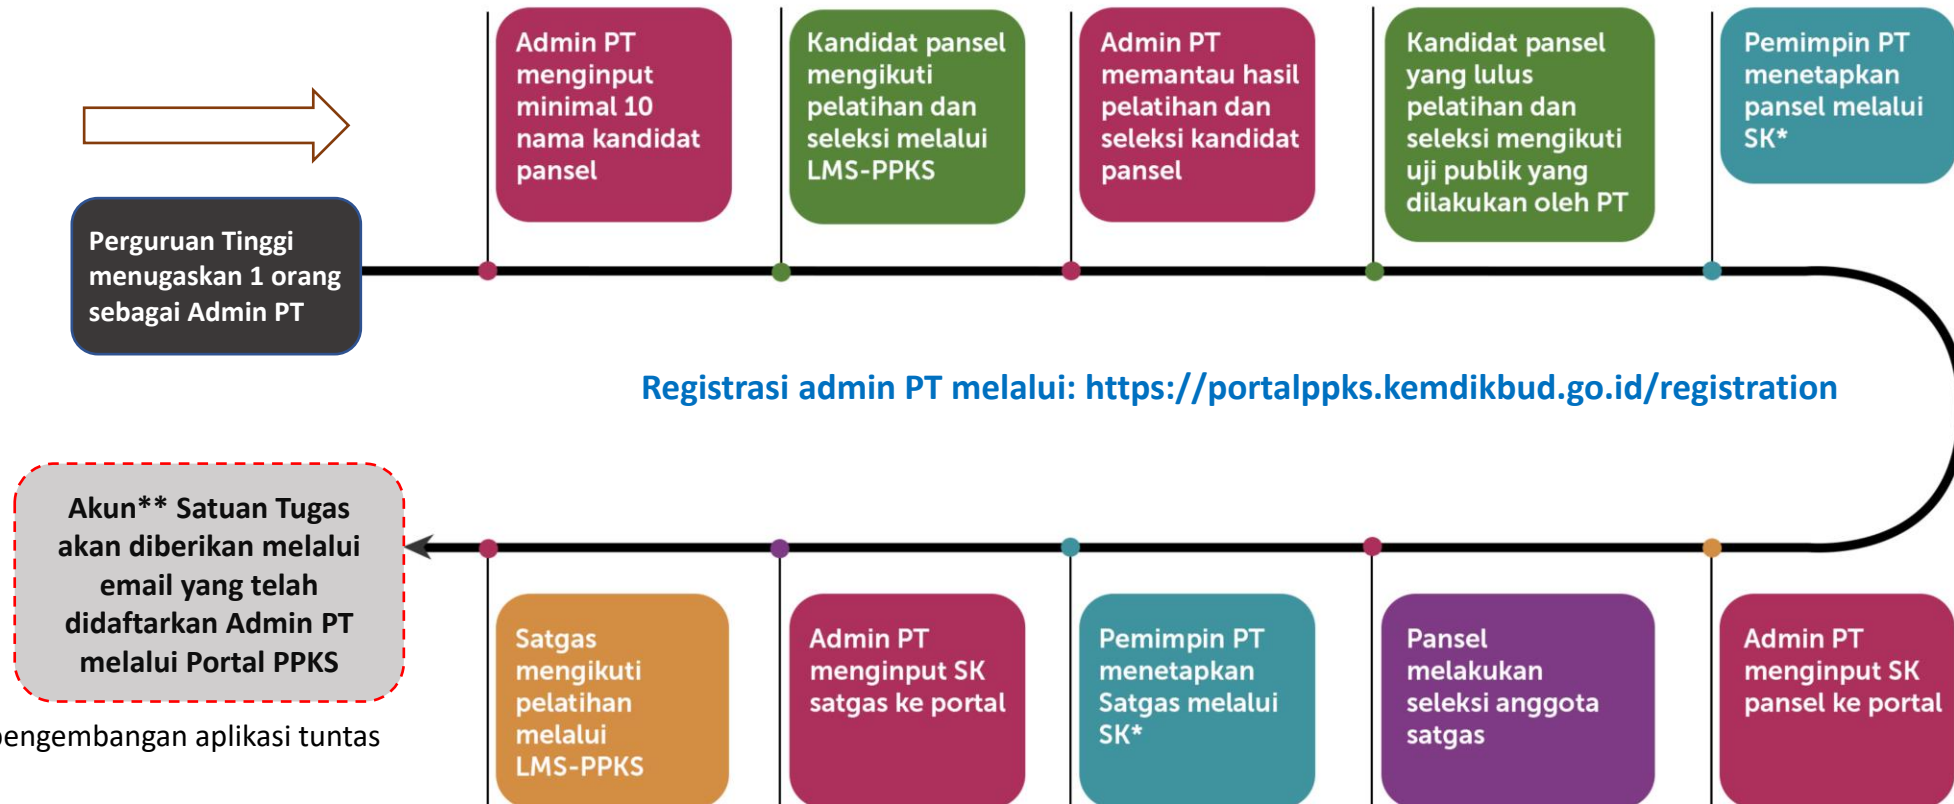 Admin PT
menginput
minimal 10
nama kandidat
pansel
Kandidat pansel
mengikuti
pelatihan dan
seleksi melalui
LMS-PPKS
Admin PT
memantau hasil
pelatihan dan
seleksi kandidat
pansel
Kandidat pansel
yang lulus
pelatihan dan
seleksi mengikuti
uji publik yang
dilakukan oleh PT
Pemimpin PT
menetapkan
pansel melalui
SK*
Perguruan Tinggi
menugaskan 1 orang
sebagai Admin PT
Registrasi admin PT melalui: https://portalppks.kemdikbud.go.id/registration
Akun** Satuan Tugas
akan diberikan melalui
email yang telah
didaftarkan Admin PT
melalui Portal PPKS
Satgas
mengikuti
pelatihan
melalui
LMS-PPKS
Admin PT
menginput SK
satgas ke portal
Pemimpin PT
menetapkan
Satgas melalui
SK*
Pansel
melakukan
seleksi anggota
satgas
Admin PT
menginput SK
pansel ke portal
pengembangan aplikasi tuntas